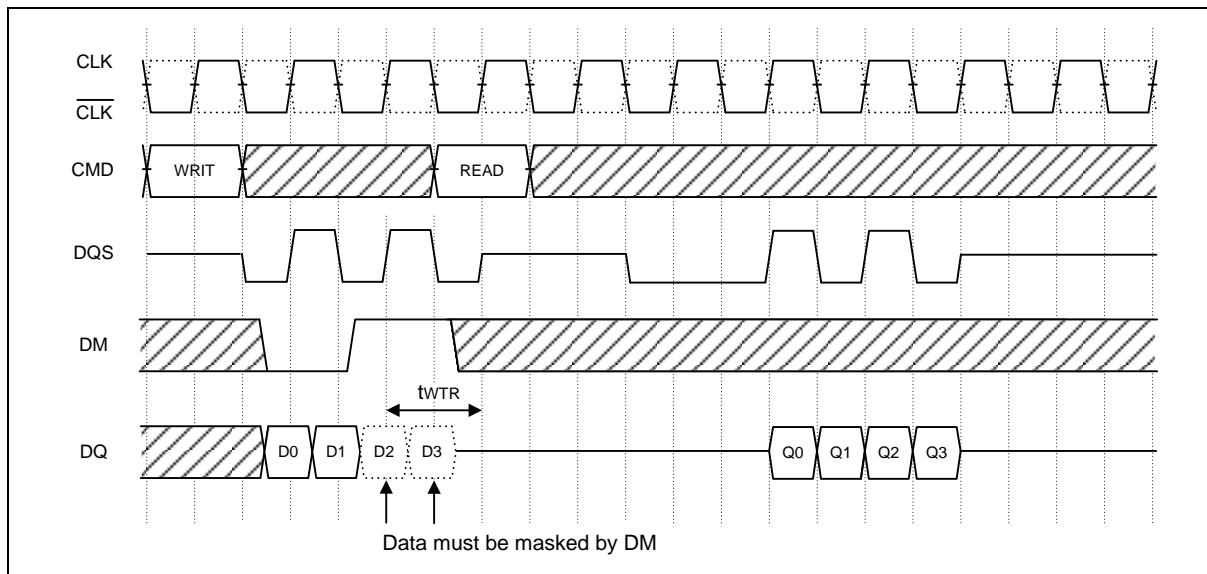 CLK
CLK
CMD WRIT READ
DQS
DM
tWTR
DQ D0 D1 D2 D3 Q0 Q1 Q2 Q3
Data must be masked by DM